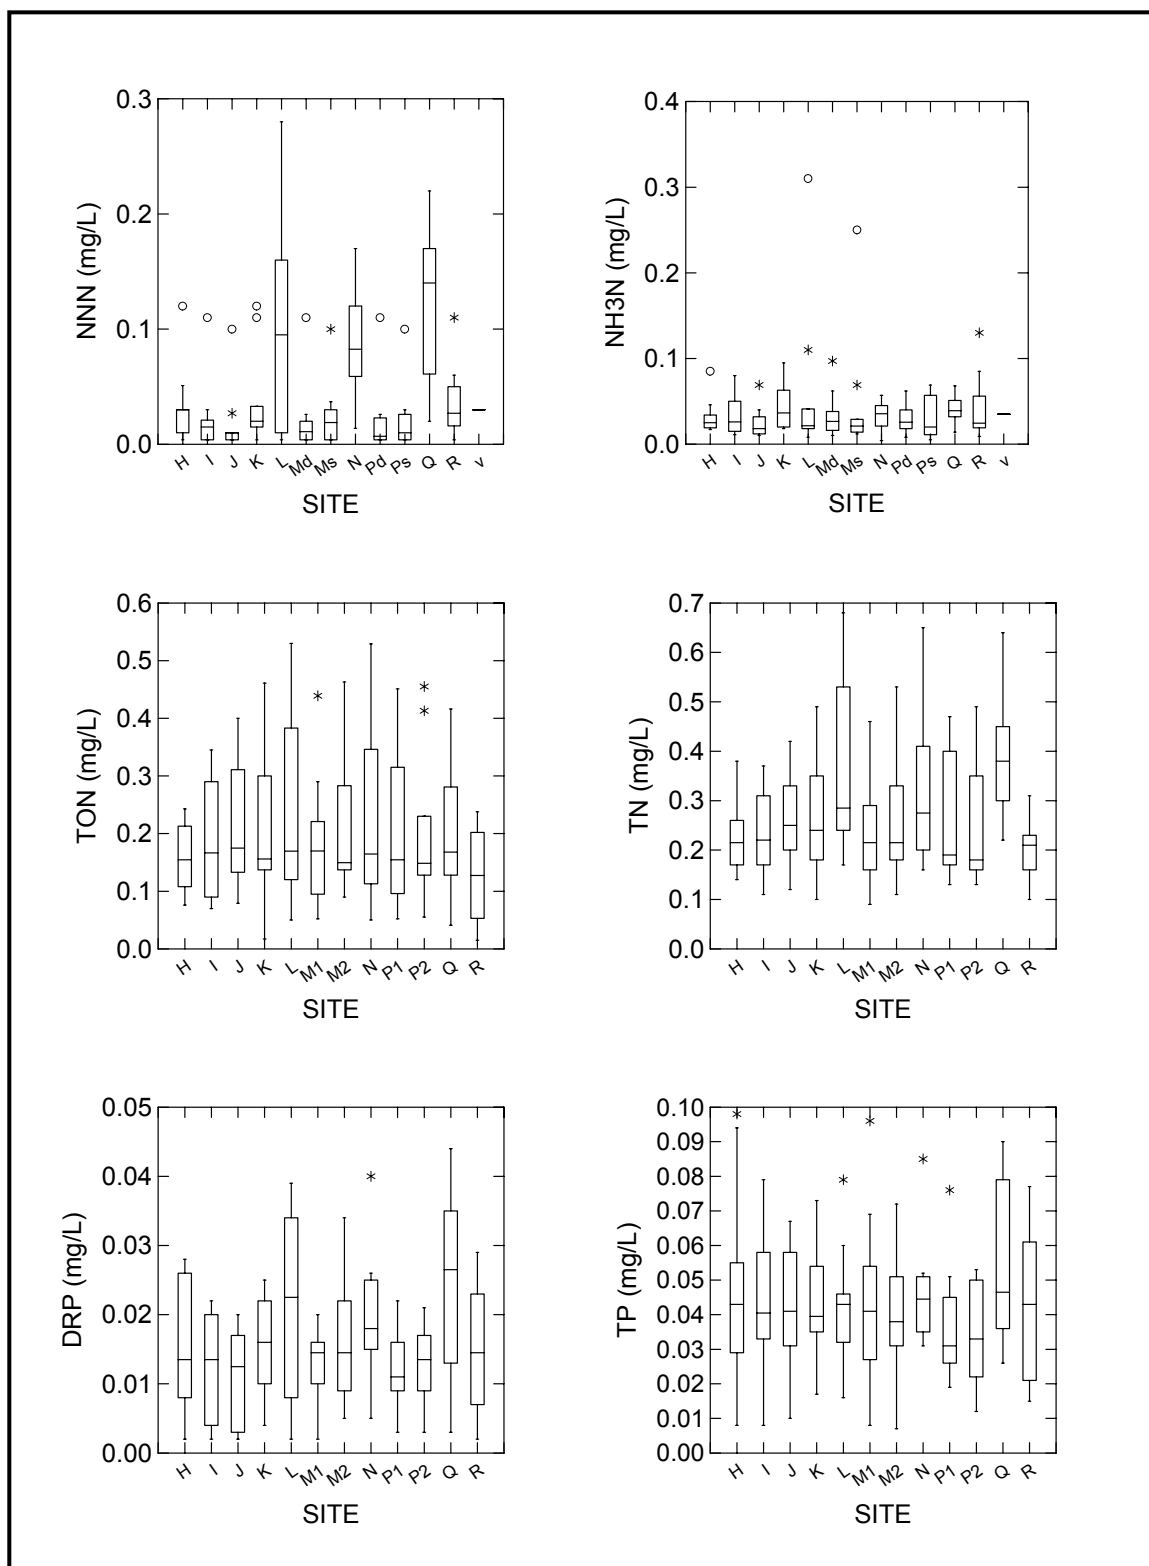 0.3
0.2
0.1
0.0
NNN (mg/L)
H I J K L Md Ms N Pd Ps Q R v
SITE
0.4
0.3
0.2
0.1
0.0
NH3N (mg/L)
H I J K L Md Ms N Pd Ps Q R v
SITE
0.6
0.5
0.4
0.3
0.2
0.1
0.0
TON (mg/L)
H I J K L M1 M2 N P1 P2 Q R
SITE
0.7
0.6
0.5
0.4
0.3
0.2
0.1
0.0
TN (mg/L)
H I J K L M1 M2 N P1 P2 Q R
SITE
0.05
0.04
0.03
0.02
0.01
0.00
DRP (mg/L)
H I J K L M1 M2 N P1 P2 Q R
SITE
0.10
0.09
0.08
0.07
0.06
0.05
0.04
0.03
0.02
0.01
0.00
TP (mg/L)
H I J K L M1 M2 N P1 P2 Q R
SITE